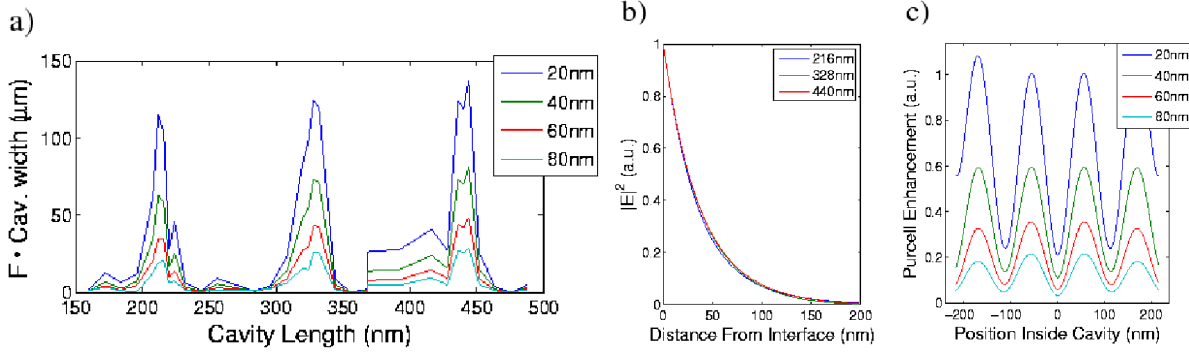 a)
F • Cav. width (µm)
150
100
50
0
150
200
250
300
350
400
450
500
Cavity Length (nm)
20nm
40nm
60nm
80nm
b)
|E|² (a.u.)
1
0.8
0.6
0.4
0.2
0
0
50
100
150
200
Distance From Interface (nm)
216nm
328nm
440nm
c)
Purcell Enhancement (a.u.)
1
0.8
0.6
0.4
0.2
0
−200
−100
0
100
200
Position Inside Cavity (nm)
20nm
40nm
60nm
80nm